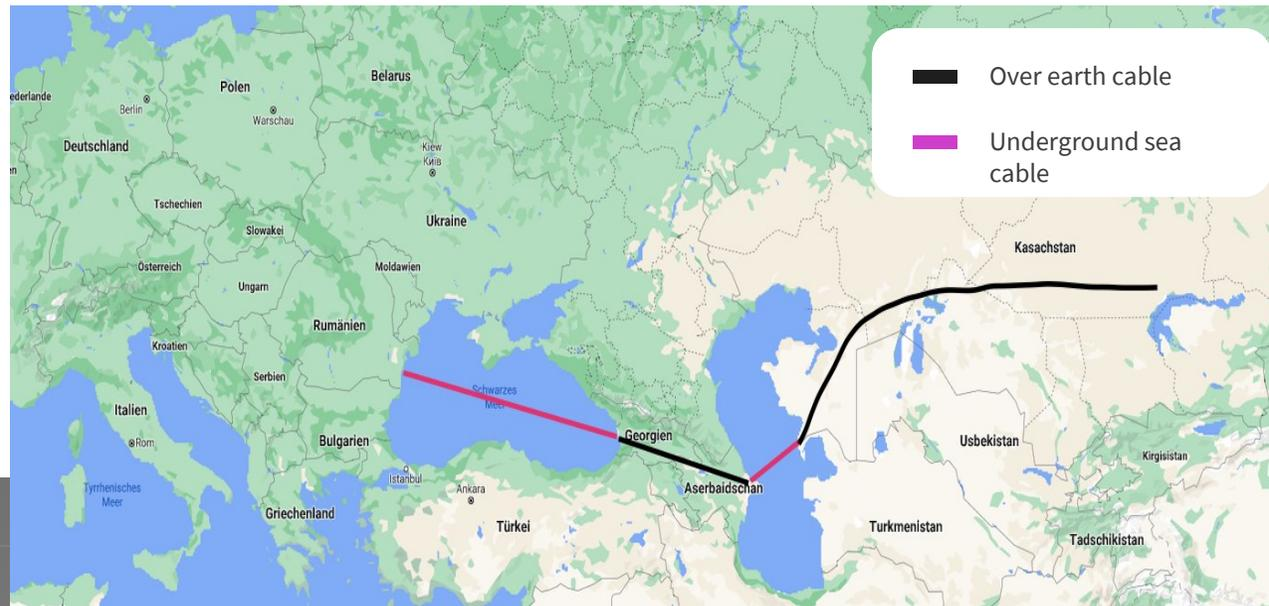 Over earth cable
Underground sea
cable
Belarus
Polen
ederlande
Berlin
Warschau
Deutschland
Kiew
Київ
en
Tschechien
Ukraine
Slowakei
Kasachstan
Österreich
Moldawien
Ungarn
Rumänien
Kroatien
Serbien
Schwarzes
Meer
Italien
Georgien
Bulgarien
Rom
Usbekistan
Kirgisistan
Istanbul
Ankara
Aserbaidschan
Tyrrhenisches
Meer
Griechenland
Türkei
Turkmenistan
Tadschikistan